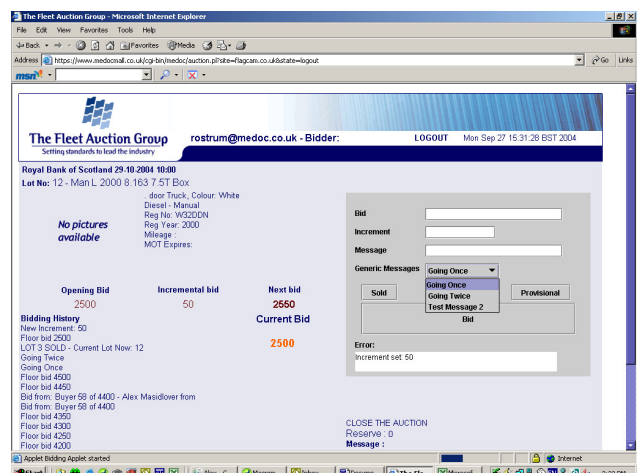 The Fleet Auction Group - Microsoft Internet Explorer
File Edit View Favorites Tools Help
Back Favorites Media
Address https://www.medocmall.co.uk/cgi-bin/medoc/auction.pl?site=flagcam.co.uk&state=logout Go Links
msn
The Fleet Auction Group
Setting standards to lead the industry
rostrum@medoc.co.uk - Bidder: LOGOUT Mon Sep 27 15:31:28 BST 2004
Royal Bank of Scotland 29-10-2004 10:00
Lot No: 12 - Man L 2000 8.163 7.5T Box
. door Truck, Colour: White
Diesel - Manual
Reg No: W32DDN
Reg Year: 2000
Mileage :
MOT Expires:
No pictures
available
Opening Bid Incremental bid Next bid
2500 50 2550
Bidding History
Current Bid
2500
New Increment: 50
Floor bid 2500
LOT 3 SOLD - Current Lot Now: 12
Going Twice
Going Once
Floor bid 4500
Floor bid 4450
Bid from: Buyer 58 of 4400 - Alex Masidlover from
Bid from: Buyer 58 of 4400
Floor bid 4350
Floor bid 4300
Floor bid 4250
Floor bid 4200
Bid
Increment
Message
Generic Messages Going Once
Going Once
Going Twice
Test Message 2
Sold Provisional
Bid
Error:
Increment set: 50
CLOSE THE AUCTION
Reserve : 0
Message :
Applet Bidding Applet started Internet